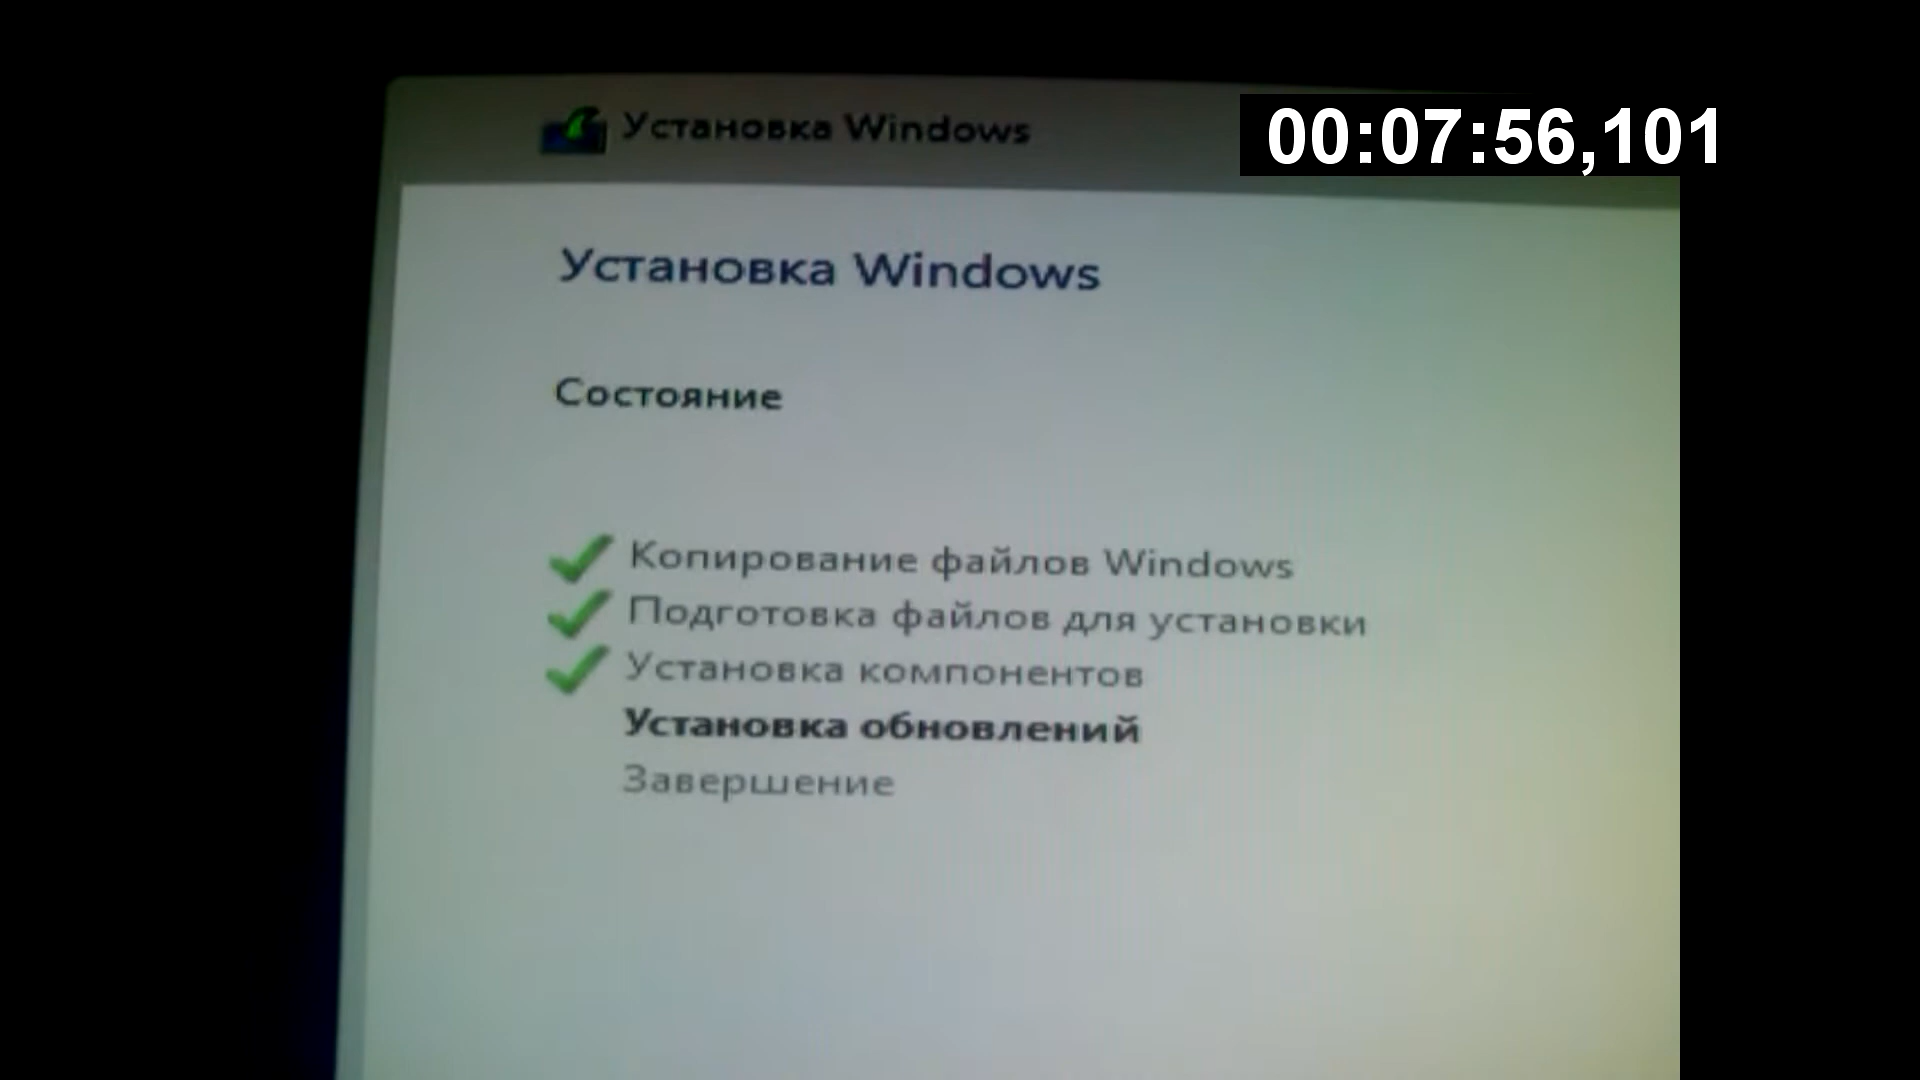 Установка Windows
00:07:56,101
Установка Windows
Состояние
Копирование файлов Windows
Подготовка файлов для установки
Установка компонентов
Установка обновлений
Завершение